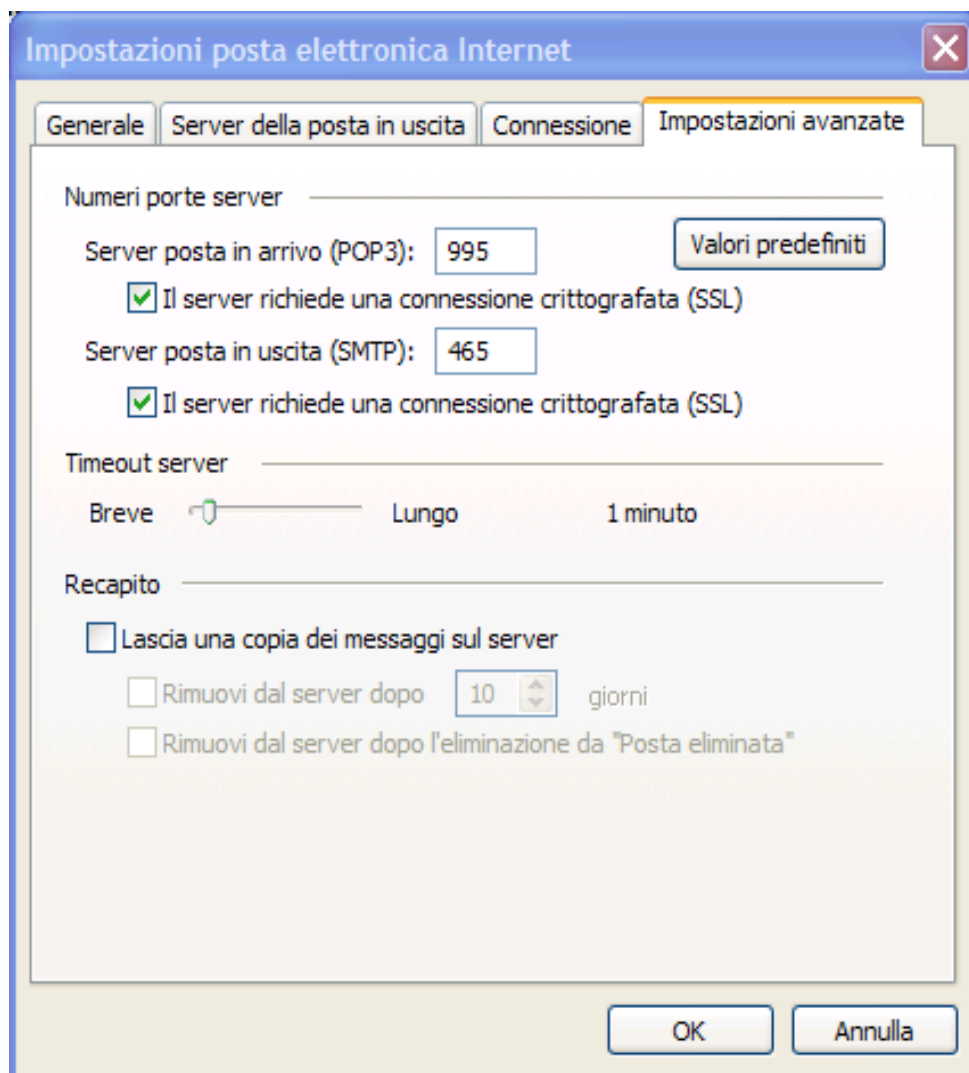 Impostazioni posta elettronica Internet
Generale Server della posta in uscita Connessione Impostazioni avanzate
Numeri porte server
Server posta in arrivo (POP3): 995 Valori predefiniti
Il server richiede una connessione crittografata (SSL)
Server posta in uscita (SMTP): 465
Il server richiede una connessione crittografata (SSL)
Timeout server
Breve Lungo 1 minuto
Recapito
Lascia una copia dei messaggi sul server
Rimuovi dal server dopo 10 giorni
Rimuovi dal server dopo l'eliminazione da "Posta eliminata"
OK Annulla